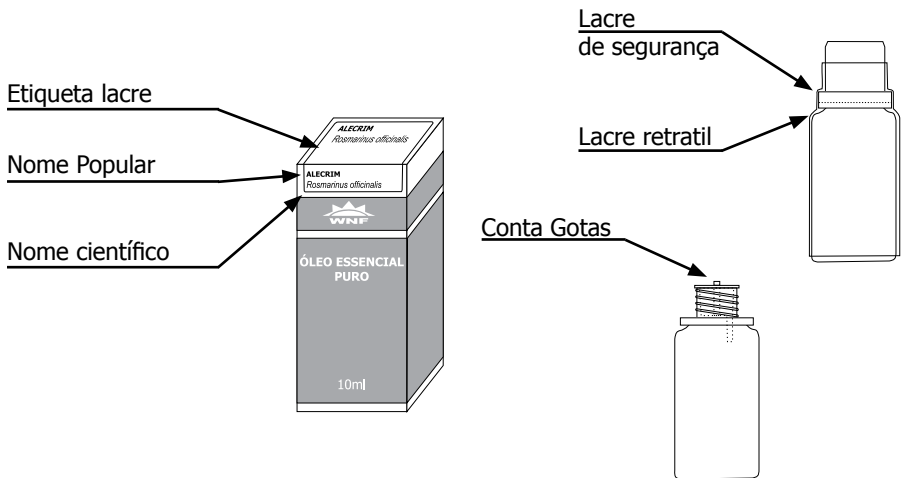 Lacre
de segurança
Etiqueta lacre
ALECRIM
Rosmarinus officinalis
Lacre retratil
Nome Popular
ALECRIM
Rosmarinus officinalis
WNF
Conta Gotas
Nome científico
ÓLEO ESSENCIAL
PURO
10ml